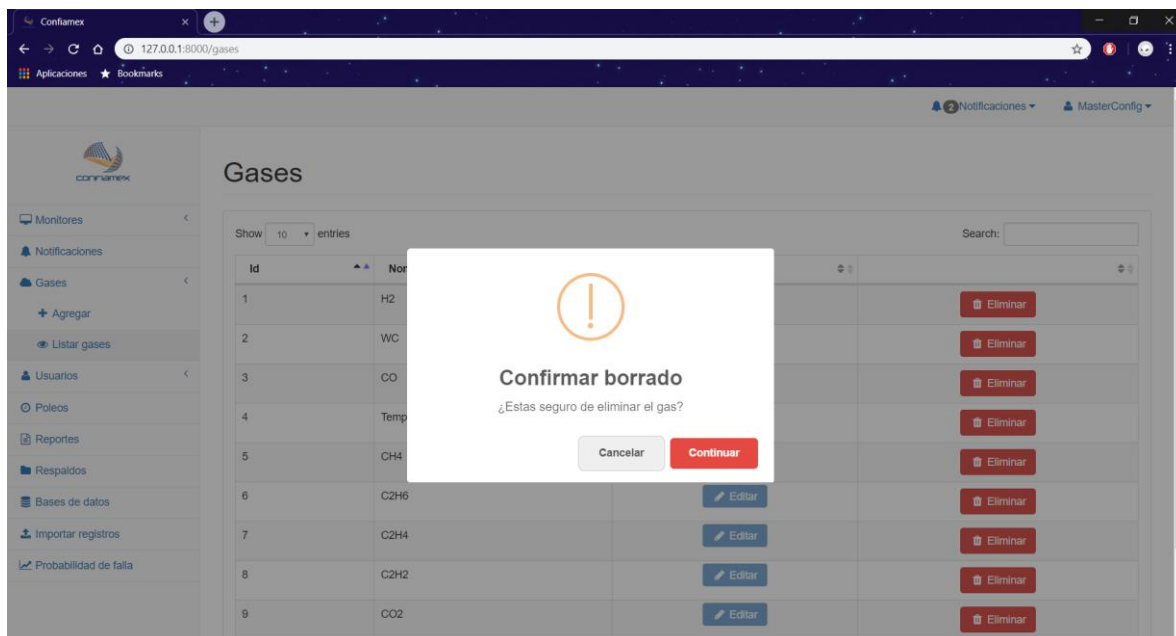 Confiamex
127.0.0.1:8000/gases
Aplicaciones Bookmarks
2 Notificaciones MasterConfig
confiamex
Gases
Monitores
Notificaciones
Gases
Agregar
Listar gases
Usuarios
Poleos
Reportes
Respaldos
Bases de datos
Importar registros
Probabilidad de falla
Show 10 entries Search:
Id Nor
1 H2 Eliminar
2 WC Eliminar
3 CO Eliminar
4 Temp Eliminar
5 CH4 Eliminar
6 C2H6 Editar Eliminar
7 C2H4 Editar Eliminar
8 C2H2 Editar Eliminar
9 CO2 Editar Eliminar
Confirmar borrado
¿Estas seguro de eliminar el gas?
Cancelar Continuar